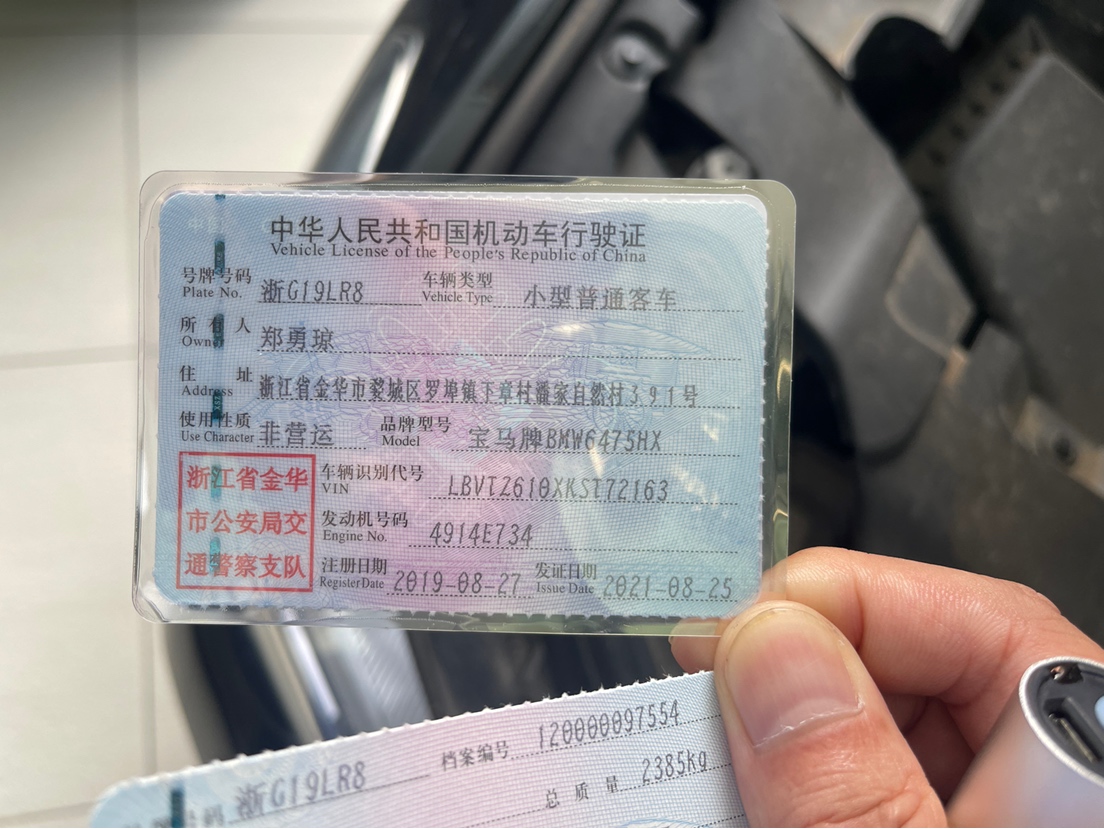 中华人民共和国机动车行驶证
Vehicle License of the People's Republic of China
号牌号码 浙G19LR8 车辆类型 小型普通客车
Plate No. Vehicle Type
所有人 郑勇琼
Owner
住址 浙江省金华市婺城区罗埠镇下章村潘家自然村391号
Address
使用性质 非营运 品牌型号 宝马牌BMW6475HX
Use Character Model
浙江省金华
市公安局交
通警察支队
车辆识别代号 LBVTZ610XKST72163
VIN
发动机号码 4914E734
Engine No.
注册日期 2019-08-27 发证日期 2021-08-25
Register Date Issue Date
号码 浙G19LR8 档案编号 120000097554
总质量 2385kg